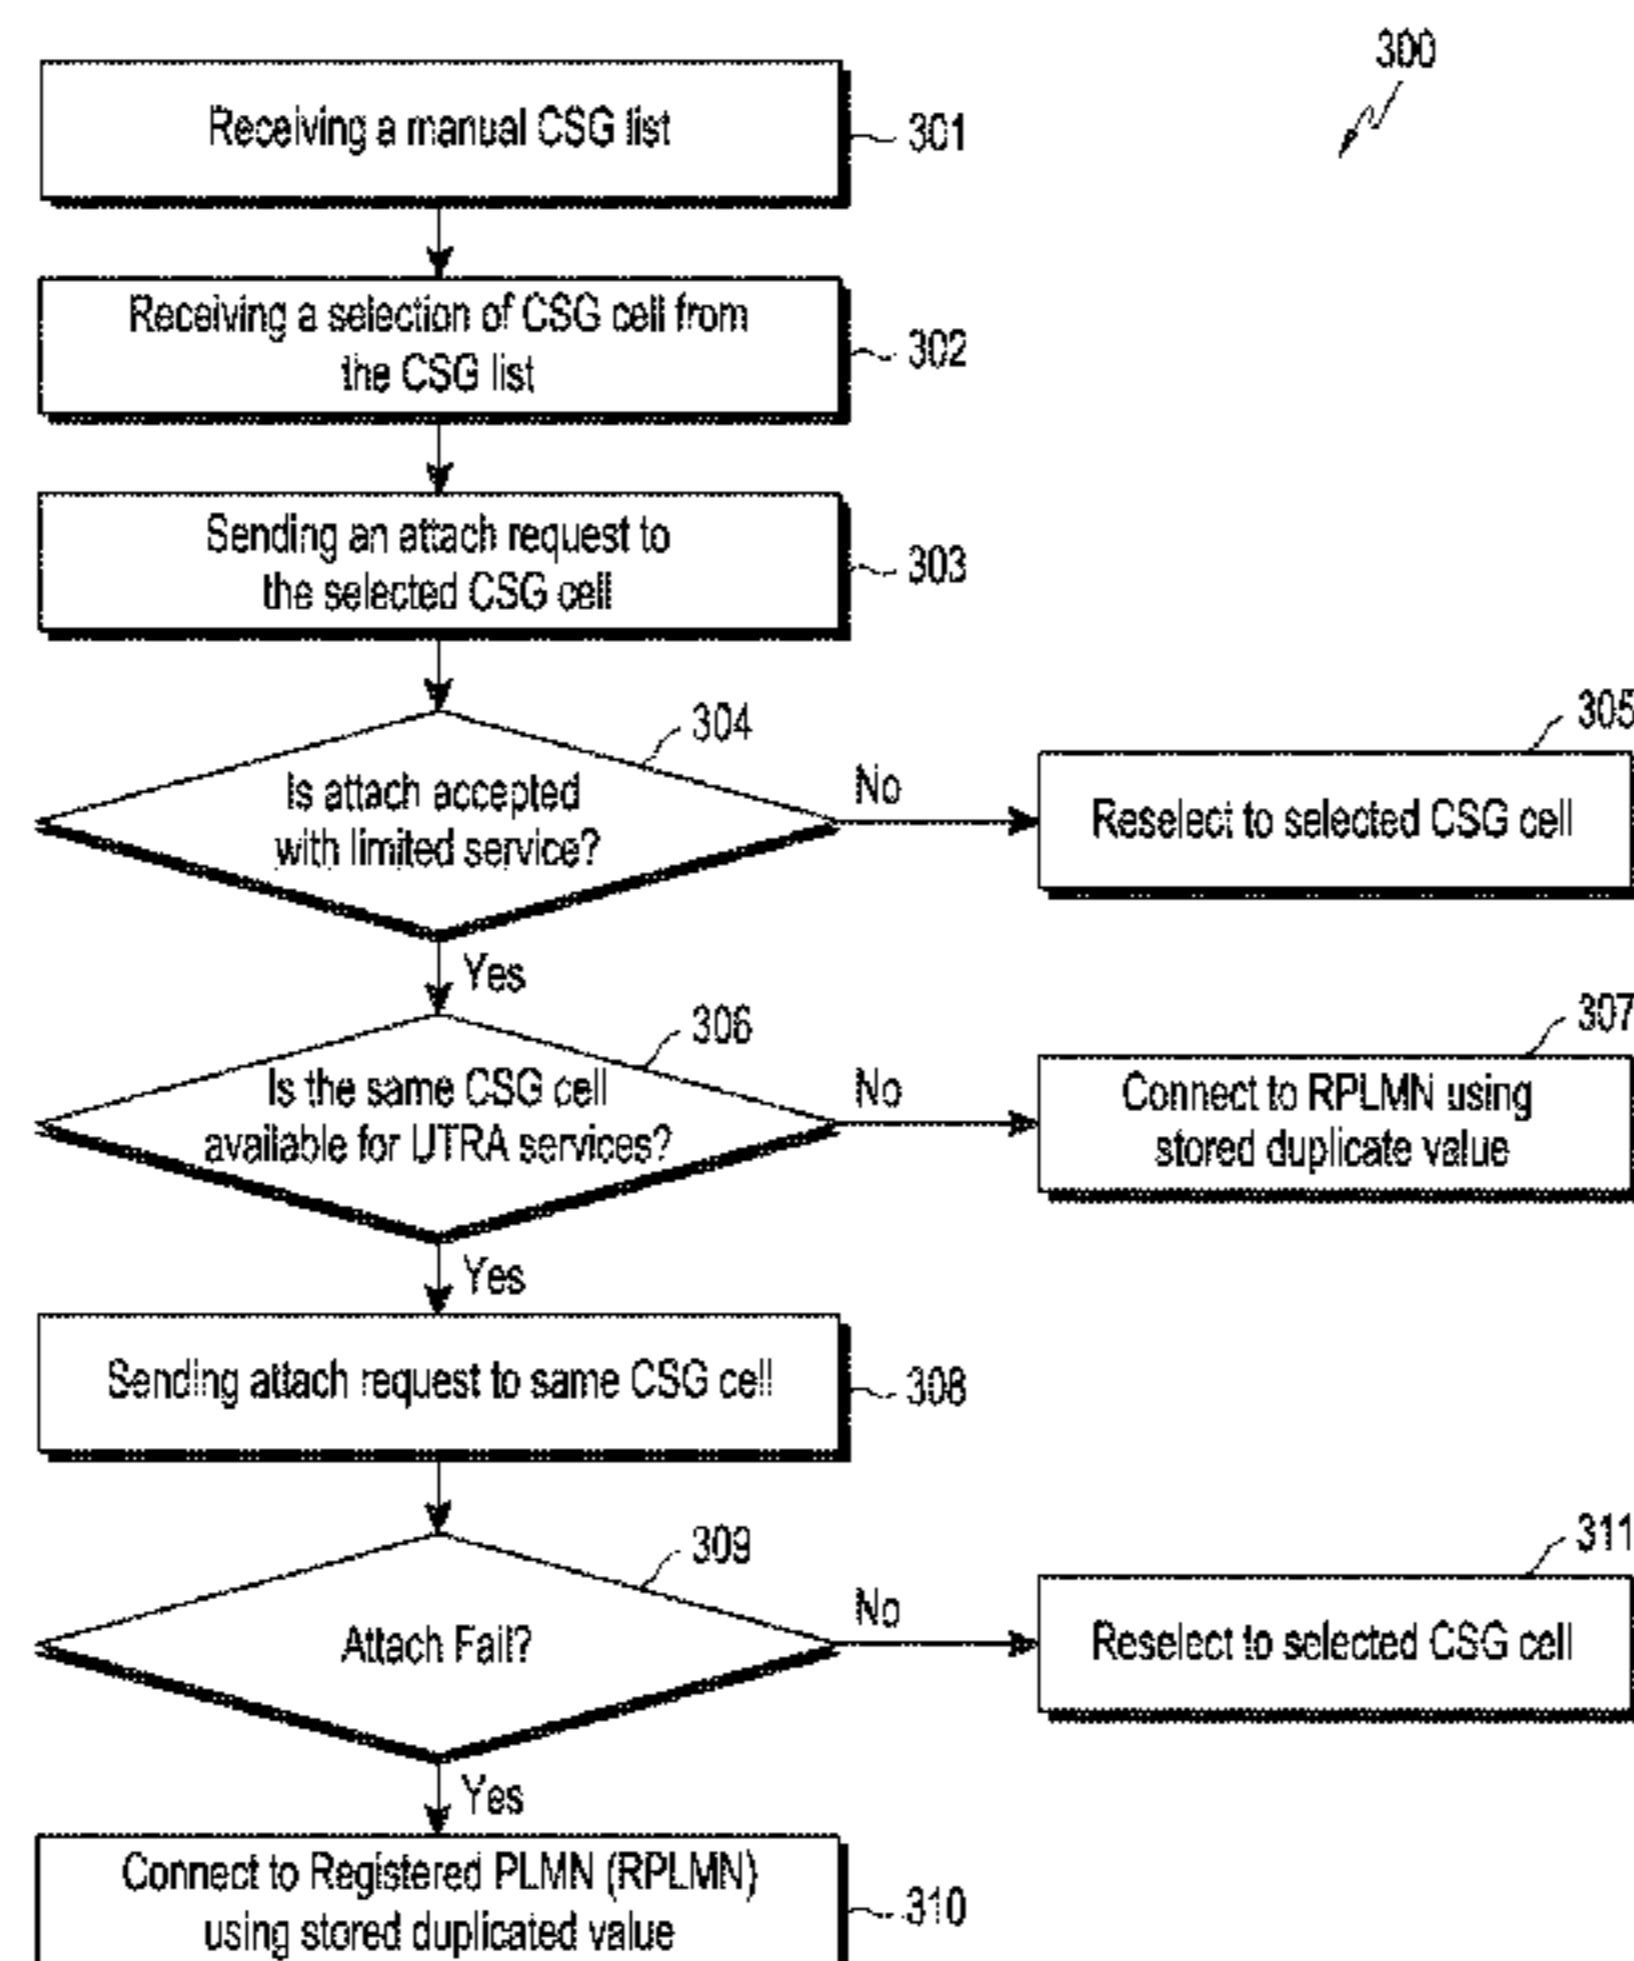 300
Receiving a manual CSG list
301
Receiving a selection of CSG cell from
the CSG list
302
Sending an attach request to
the selected CSG cell
303
304
Is attach accepted
with limited service?
No
305
Reselect to selected CSG cell
Yes
306
Is the same CSG cell
available for UTRA services?
No
307
Connect to RPLMN using
stored duplicate value
Yes
Sending attach request to same CSG cell
308
309
Attach Fail?
No
311
Reselect to selected CSG cell
Yes
Connect to Registered PLMN (RPLMN)
using stored duplicated value
310